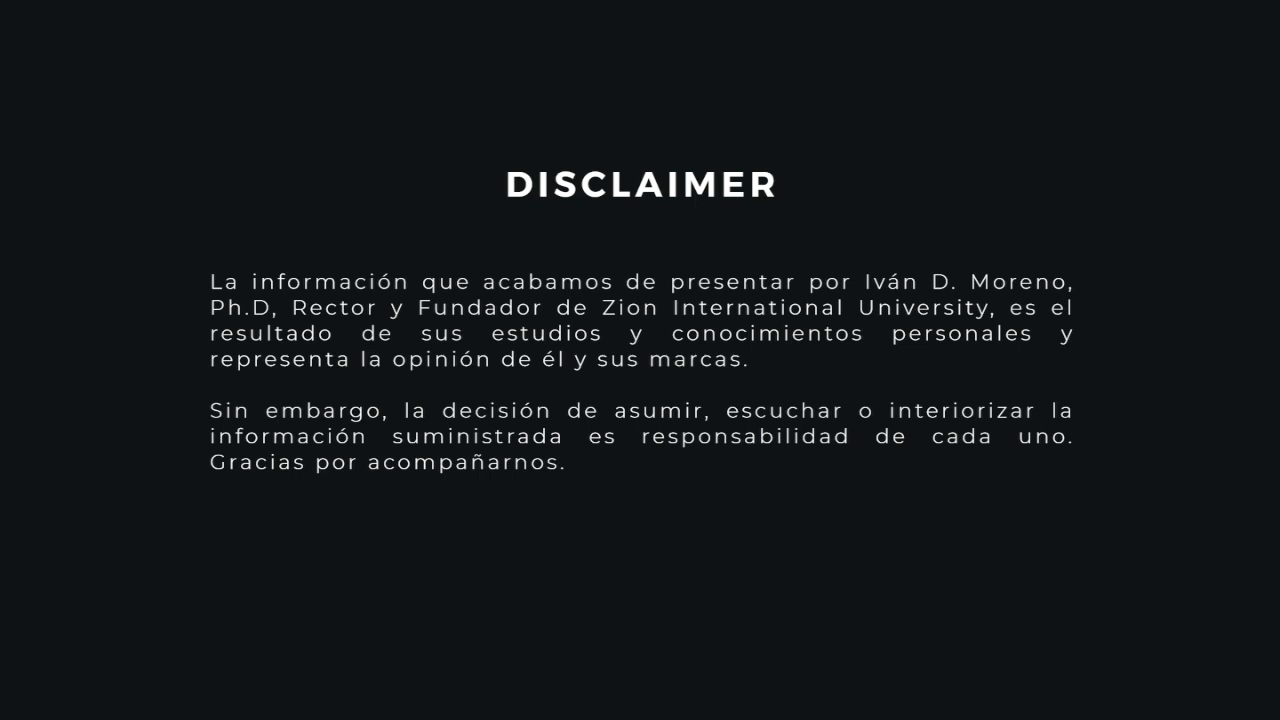 DISCLAIMER
La información que acabamos de presentar por Iván D. Moreno,
Ph.D, Rector y Fundador de Zion International University, es el
resultado de sus estudios y conocimientos personales y
representa la opinión de él y sus marcas.
Sin embargo, la decisión de asumir, escuchar o interiorizar la
información suministrada es responsabilidad de cada uno.
Gracias por acompañarnos.